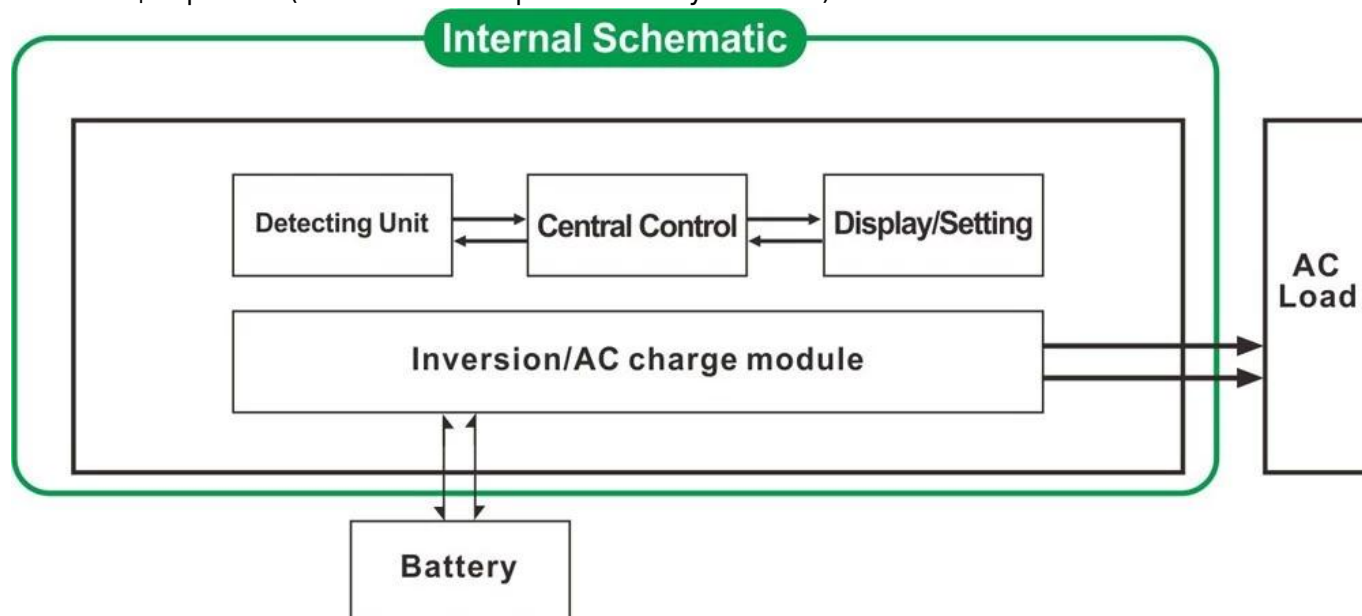 Internal Schematic
Detecting Unit
Central Control
Display/Setting
AC
Load
Inversion/AC charge module
Battery